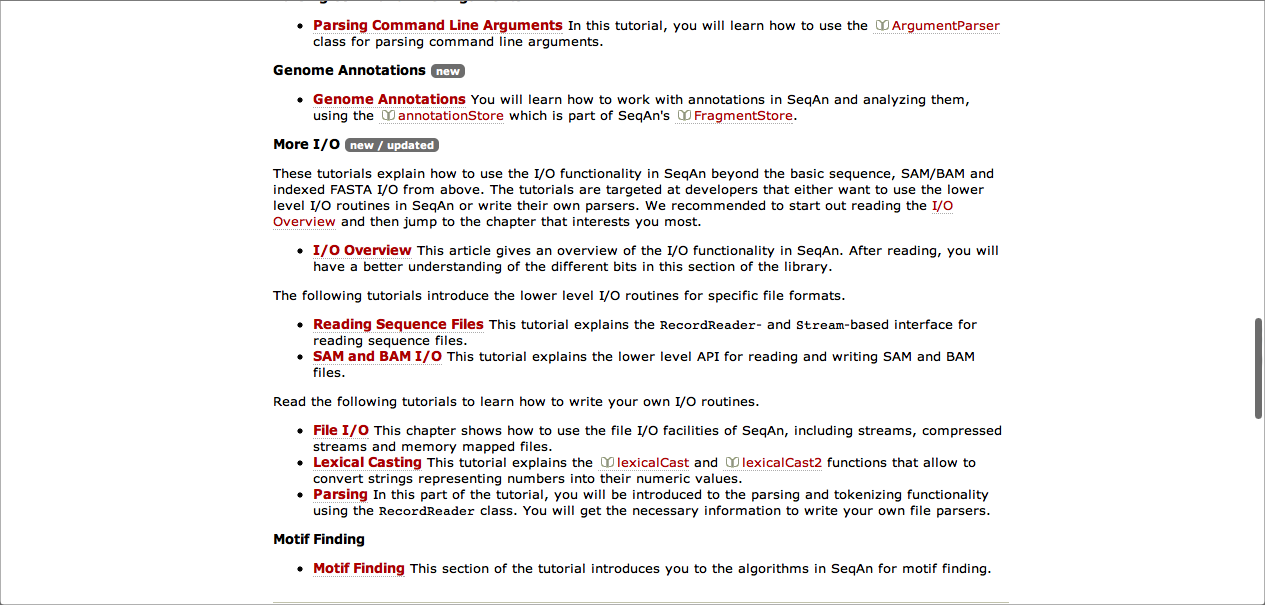 Parsing Command Line Arguments In this tutorial, you will learn how to use the ArgumentParser
class for parsing command line arguments.
Genome Annotations new
Genome Annotations You will learn how to work with annotations in SeqAn and analyzing them,
using the annotationStore which is part of SeqAn's FragmentStore.
More I/O new / updated
These tutorials explain how to use the I/O functionality in SeqAn beyond the basic sequence, SAM/BAM and
indexed FASTA I/O from above. The tutorials are targeted at developers that either want to use the lower
level I/O routines in SeqAn or write their own parsers. We recommended to start out reading the I/O
Overview and then jump to the chapter that interests you most.
I/O Overview This article gives an overview of the I/O functionality in SeqAn. After reading, you will
have a better understanding of the different bits in this section of the library.
The following tutorials introduce the lower level I/O routines for specific file formats.
Reading Sequence Files This tutorial explains the RecordReader- and Stream-based interface for
reading sequence files.
SAM and BAM I/O This tutorial explains the lower level API for reading and writing SAM and BAM
files.
Read the following tutorials to learn how to write your own I/O routines.
File I/O This chapter shows how to use the file I/O facilities of SeqAn, including streams, compressed
streams and memory mapped files.
Lexical Casting This tutorial explains the lexicalCast and lexicalCast2 functions that allow to
convert strings representing numbers into their numeric values.
Parsing In this part of the tutorial, you will be introduced to the parsing and tokenizing functionality
using the RecordReader class. You will get the necessary information to write your own file parsers.
Motif Finding
Motif Finding This section of the tutorial introduces you to the algorithms in SeqAn for motif finding.